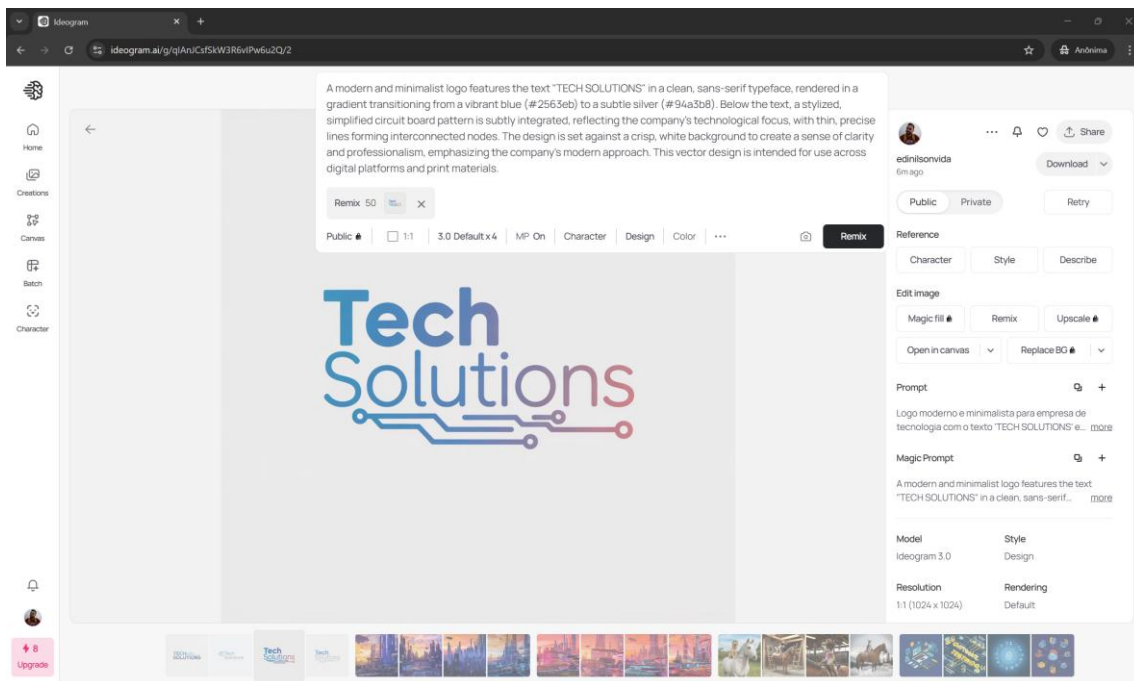 Ideogram
ideogram.ai/g/qIAnJCsfSkW3R6vIPw6u2Q/2
Anônima
A modern and minimalist logo features the text "TECH SOLUTIONS" in a clean, sans-serif typeface, rendered in a
gradient transitioning from a vibrant blue (#2563eb) to a subtle silver (#94a3b8). Below the text, a stylized,
simplified circuit board pattern is subtly integrated, reflecting the company's technological focus, with thin, precise
lines forming interconnected nodes. The design is set against a crisp, white background to create a sense of clarity
and professionalism, emphasizing the company's modern approach. This vector design is intended for use across
digital platforms and print materials.
Remix 50
Public 1:1 3.0 Default x 4 MP On Character Design Color ... Remix
Home
Creations
Canvas
Batch
Character
8
Upgrade
Tech
Solutions
... Share
edinilsonvida
6m ago
Download
Public Private Retry
Reference
Character Style Describe
Edit image
Magic fill Remix Upscale
Open in canvas Replace BG
Prompt
Logo moderno e minimalista para empresa de
tecnologia com o texto 'TECH SOLUTIONS' e... more
Magic Prompt
A modern and minimalist logo features the text
"TECH SOLUTIONS" in a clean, sans-serif... more
Model Style
Ideogram 3.0 Design
Resolution Rendering
1:1 (1024 x 1024) Default
Tech
Solutions